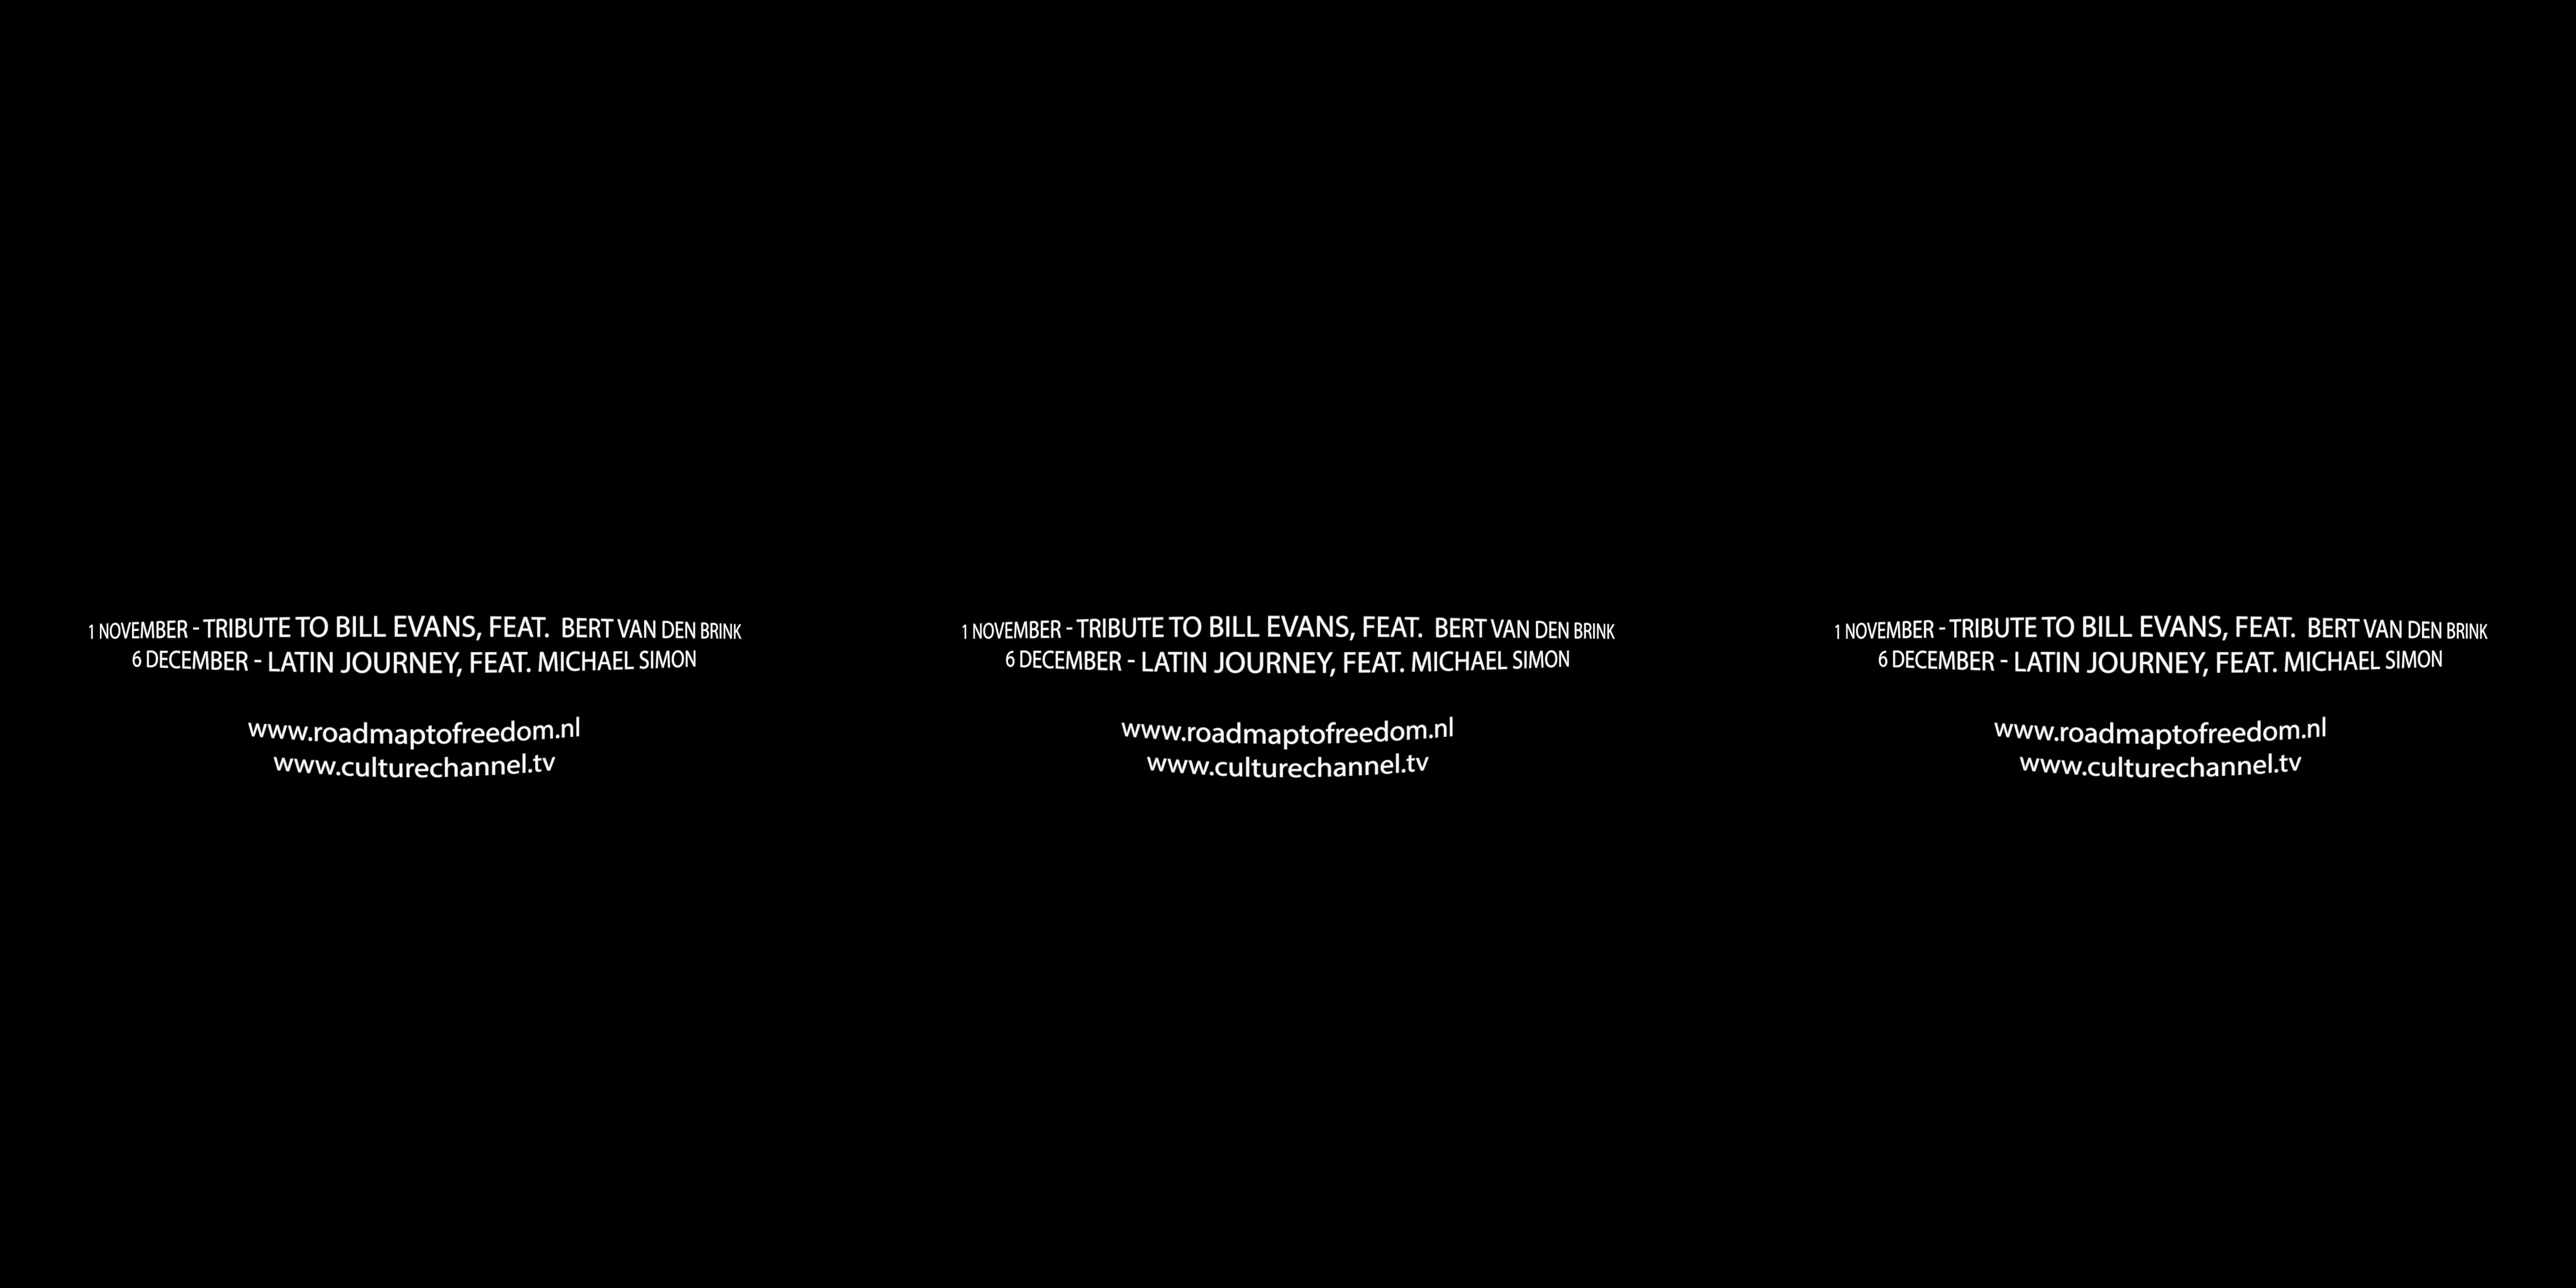 1 NOVEMBER - TRIBUTE TO BILL EVANS, FEAT. BERT VAN DEN BRINK
6 DECEMBER - LATIN JOURNEY, FEAT. MICHAEL SIMON
www.roadmaptofreedom.nl
www.culturechannel.tv
1 NOVEMBER - TRIBUTE TO BILL EVANS, FEAT. BERT VAN DEN BRINK
6 DECEMBER - LATIN JOURNEY, FEAT. MICHAEL SIMON
www.roadmaptofreedom.nl
www.culturechannel.tv
1 NOVEMBER - TRIBUTE TO BILL EVANS, FEAT. BERT VAN DEN BRINK
6 DECEMBER - LATIN JOURNEY, FEAT. MICHAEL SIMON
www.roadmaptofreedom.nl
www.culturechannel.tv